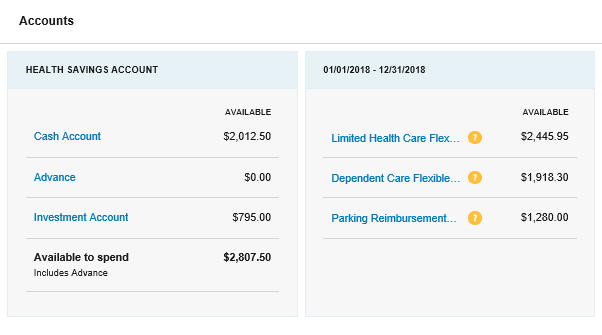 Accounts
HEALTH SAVINGS ACCOUNT
AVAILABLE
Cash Account $2,012.50
Advance $0.00
Investment Account $795.00
Available to spend $2,807.50
Includes Advance
01/01/2018 - 12/31/2018
AVAILABLE
Limited Health Care Flex... ? $2,445.95
Dependent Care Flexible... ? $1,918.30
Parking Reimbursement... ? $1,280.00